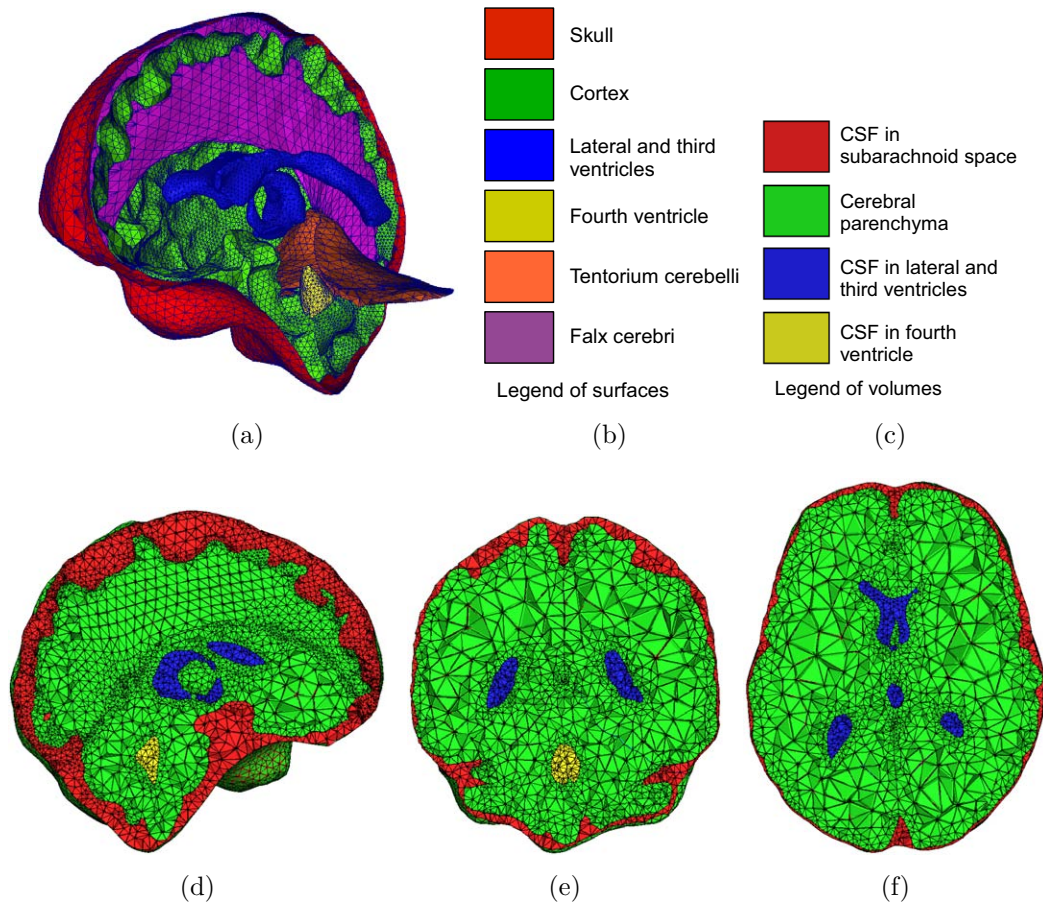 Skull
Cortex
Lateral and third
ventricles
Fourth ventricle
Tentorium cerebelli
Falx cerebri
Legend of surfaces
CSF in
subarachnoid space
Cerebral
parenchyma
CSF in lateral and
third ventricles
CSF in fourth
ventricle
Legend of volumes
(a)
(b)
(c)
(d)
(e)
(f)